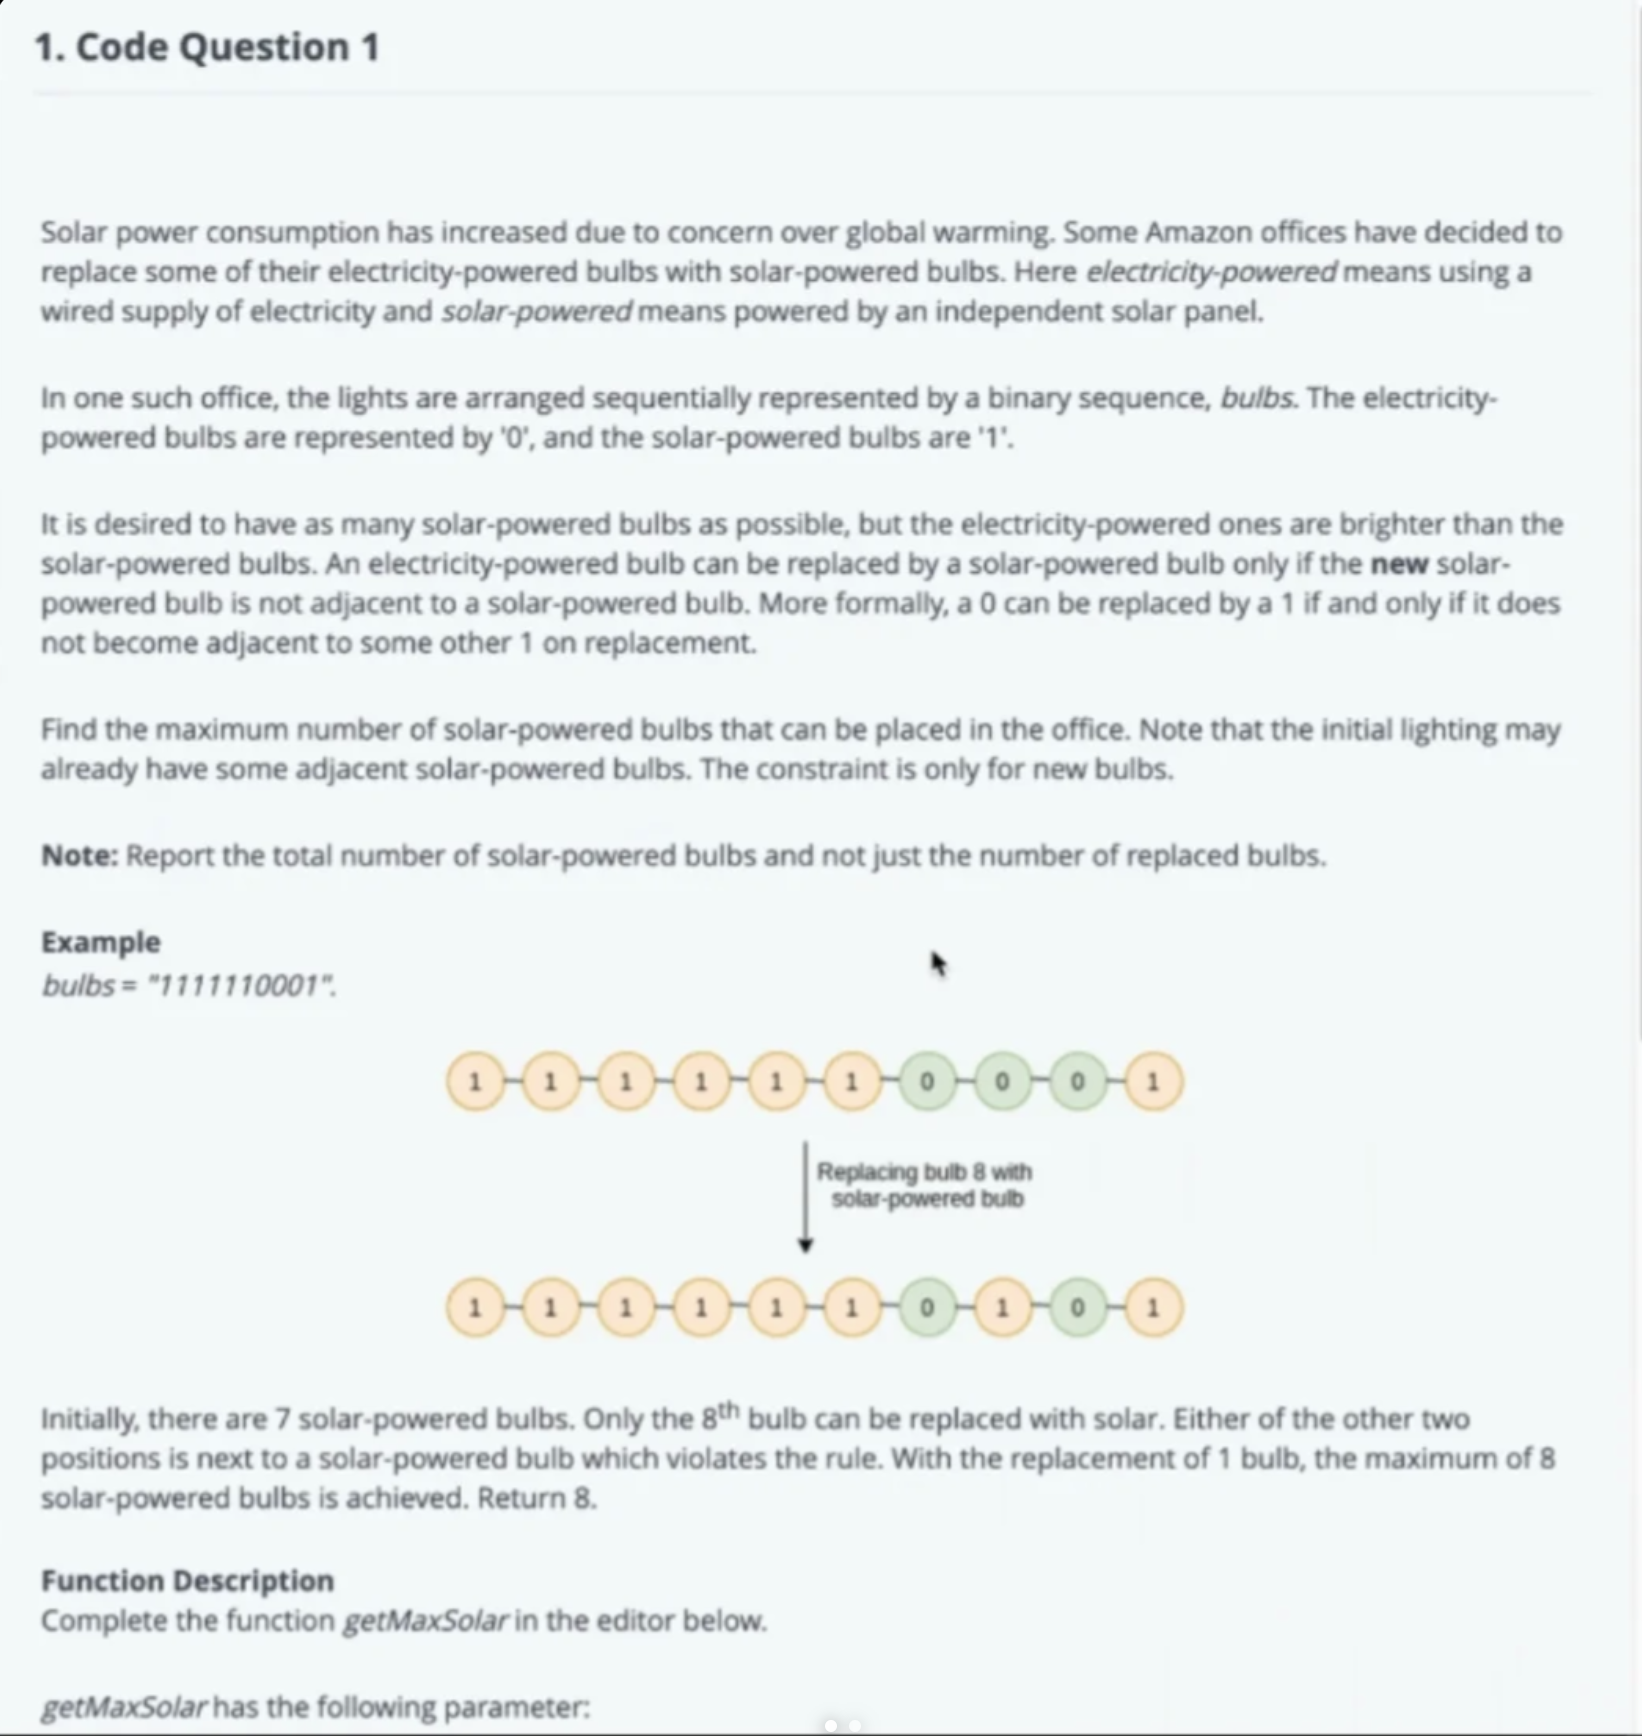 1. Code Question 1
Solar power consumption has increased due to concern over global warming. Some Amazon offices have decided to
replace some of their electricity-powered bulbs with solar-powered bulbs. Here electricity-powered means using a
wired supply of electricity and solar-powered means powered by an independent solar panel.
In one such office, the lights are arranged sequentially represented by a binary sequence, bulbs. The electricity-
powered bulbs are represented by '0', and the solar-powered bulbs are '1'.
It is desired to have as many solar-powered bulbs as possible, but the electricity-powered ones are brighter than the
solar-powered bulbs. An electricity-powered bulb can be replaced by a solar-powered bulb only if the new solar-
powered bulb is not adjacent to a solar-powered bulb. More formally, a 0 can be replaced by a 1 if and only if it does
not become adjacent to some other 1 on replacement.
Find the maximum number of solar-powered bulbs that can be placed in the office. Note that the initial lighting may
already have some adjacent solar-powered bulbs. The constraint is only for new bulbs.
Note: Report the total number of solar-powered bulbs and not just the number of replaced bulbs.
Example
bulbs = "1111110001".
1 1 1 1 1 1 0 0 0 1
Replacing bulb 8 with
solar-powered bulb
1 1 1 1 1 1 0 1 0 1
Initially, there are 7 solar-powered bulbs. Only the 8th bulb can be replaced with solar. Either of the other two
positions is next to a solar-powered bulb which violates the rule. With the replacement of 1 bulb, the maximum of 8
solar-powered bulbs is achieved. Return 8.
Function Description
Complete the function getMaxSolar in the editor below.
getMaxSolar has the following parameter: